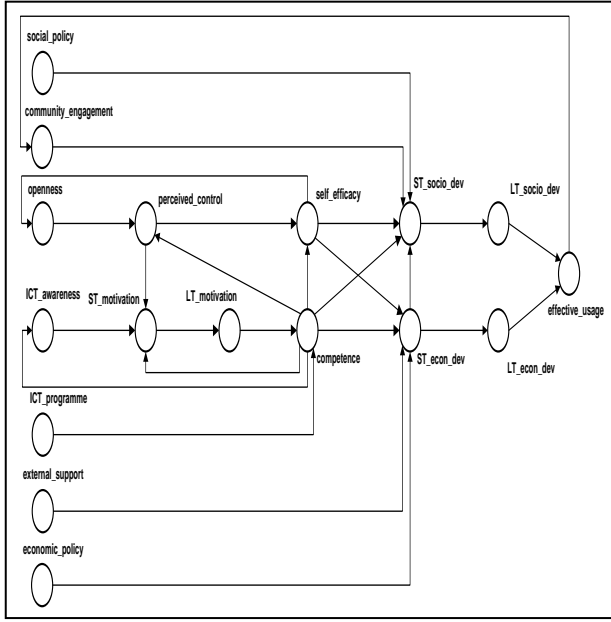 social_policy
community_engagement
openness
perceived_control
self_efficacy
ST_socio_dev
LT_socio_dev
ICT_awareness
ST_motivation
LT_motivation
effective_usage
competence
ST_econ_dev
LT_econ_dev
ICT_programme
external_support
economic_policy